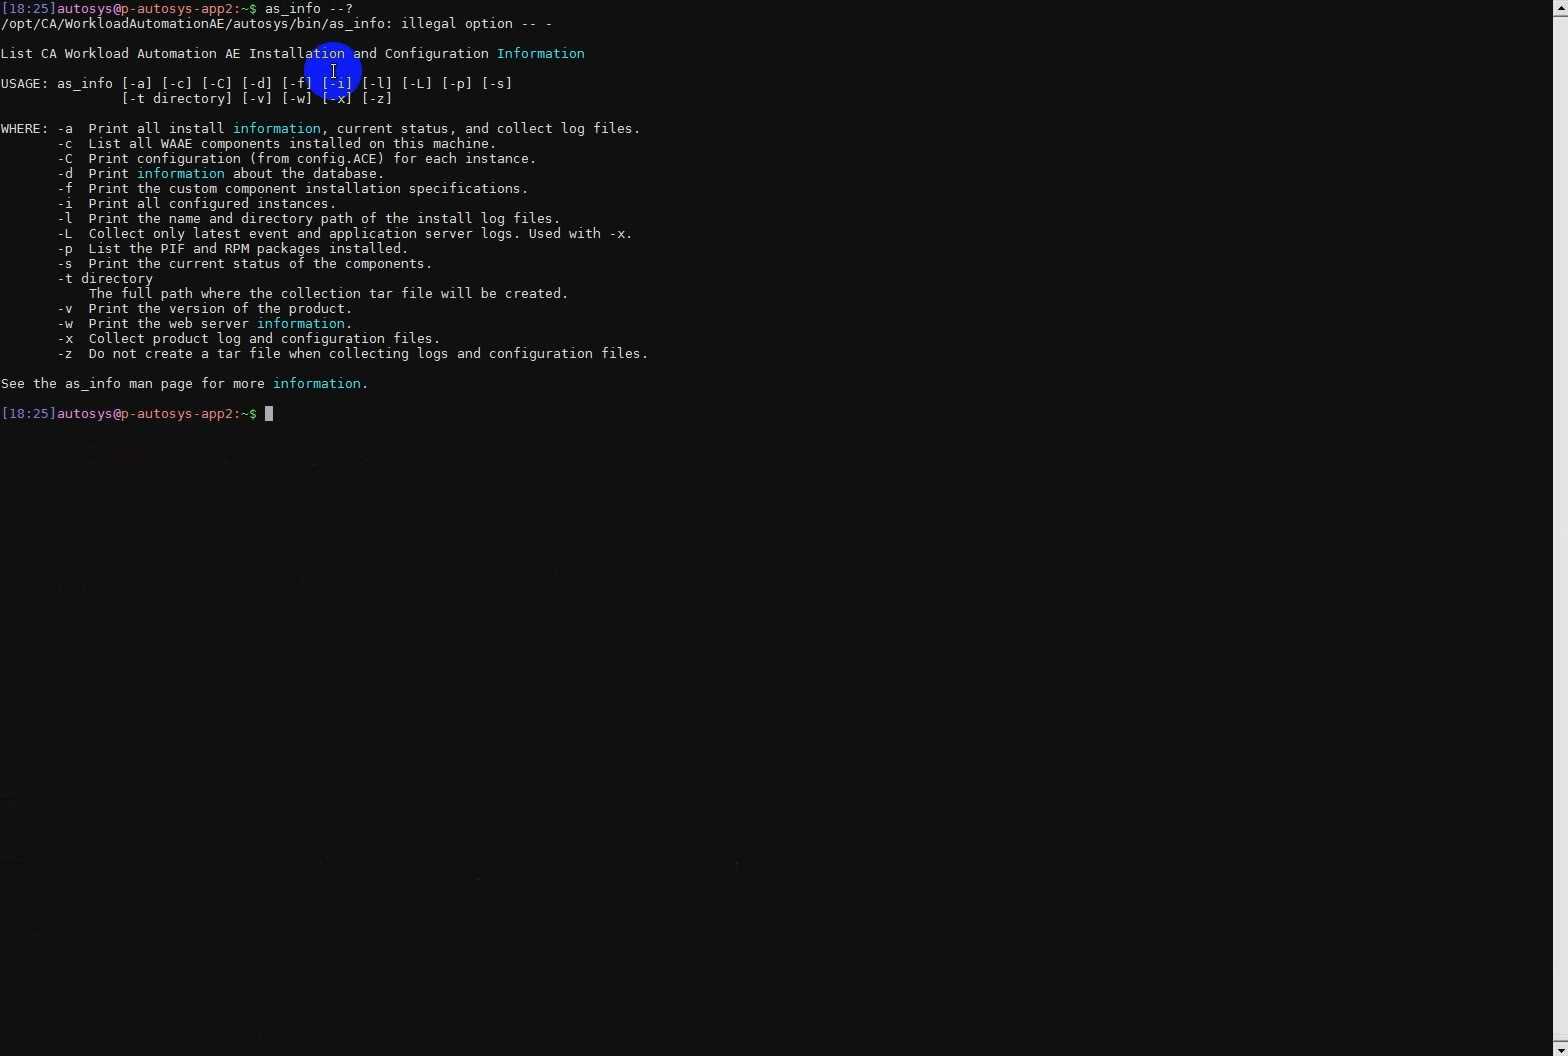 [18:25]autosys@p-autosys-app2:~$ as_info --?
/opt/CA/WorkloadAutomationAE/autosys/bin/as_info: illegal option -- -
List CA Workload Automation AE Installation and Configuration Information
USAGE: as_info [-a] [-c] [-C] [-d] [-f] [-i] [-l] [-L] [-p] [-s]
[-t directory] [-v] [-w] [-x] [-z]
WHERE: -a  Print all install information, current status, and collect log files.
-c  List all WAAE components installed on this machine.
-C  Print configuration (from config.ACE) for each instance.
-d  Print information about the database.
-f  Print the custom component installation specifications.
-i  Print all configured instances.
-l  Print the name and directory path of the install log files.
-L  Collect only latest event and application server logs. Used with -x.
-p  List the PIF and RPM packages installed.
-s  Print the current status of the components.
-t directory
The full path where the collection tar file will be created.
-v  Print the version of the product.
-w  Print the web server information.
-x  Collect product log and configuration files.
-z  Do not create a tar file when collecting logs and configuration files.
See the as_info man page for more information.
[18:25]autosys@p-autosys-app2:~$